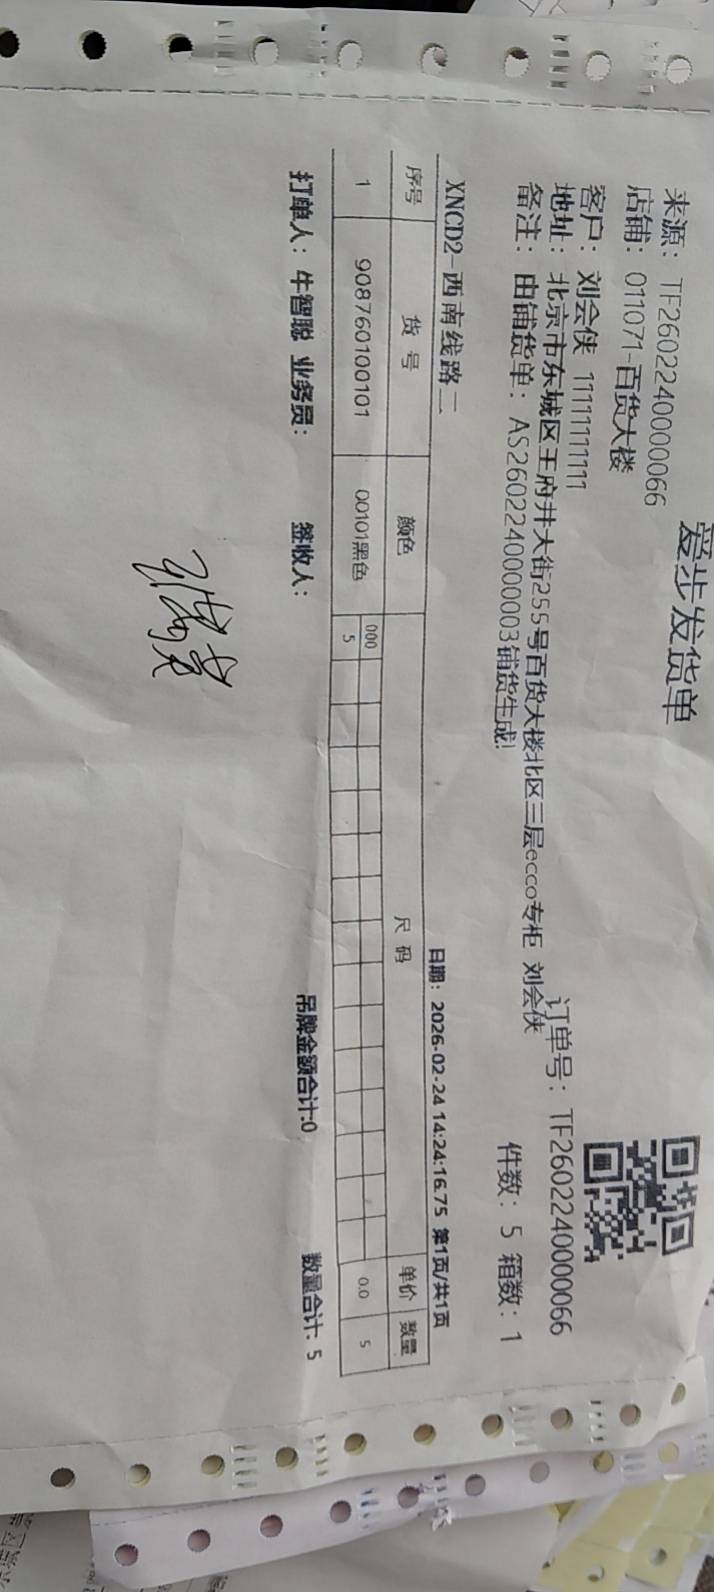 爱步发货单
来源：TF2602240000066
店铺：011071-百货大楼
客户：刘会侠 1111111111
订单号：TF2602240000066
地址：北京市东城区王府井大街255号百货大楼北区三层ecco专柜 刘会侠
备注：由铺货单：AS2602240000003铺货生成!
件数：5 箱数：1
XNCD2-西南线路二
日期：2026-02-24 14:24:16.75 第1页/共1页
序号 货号 颜色 尺码 单价 数量
000
1 908760100101 00101黑色 5 0.0 5
打单人：牛智聪 业务员： 签收人： 吊牌金额合计:0 数量合计: 5